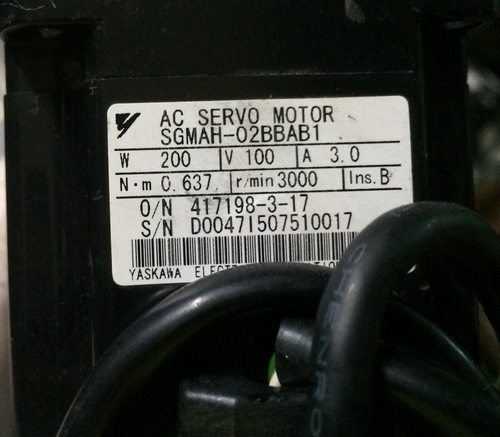 AC SERVO MOTOR
SGMAH-02BBAB1
W 200 V 100 A 3.0
N·m 0.637 r/min 3000 Ins. B
O/N 417198-3-17
S/N D00471507510017
YASKAWA